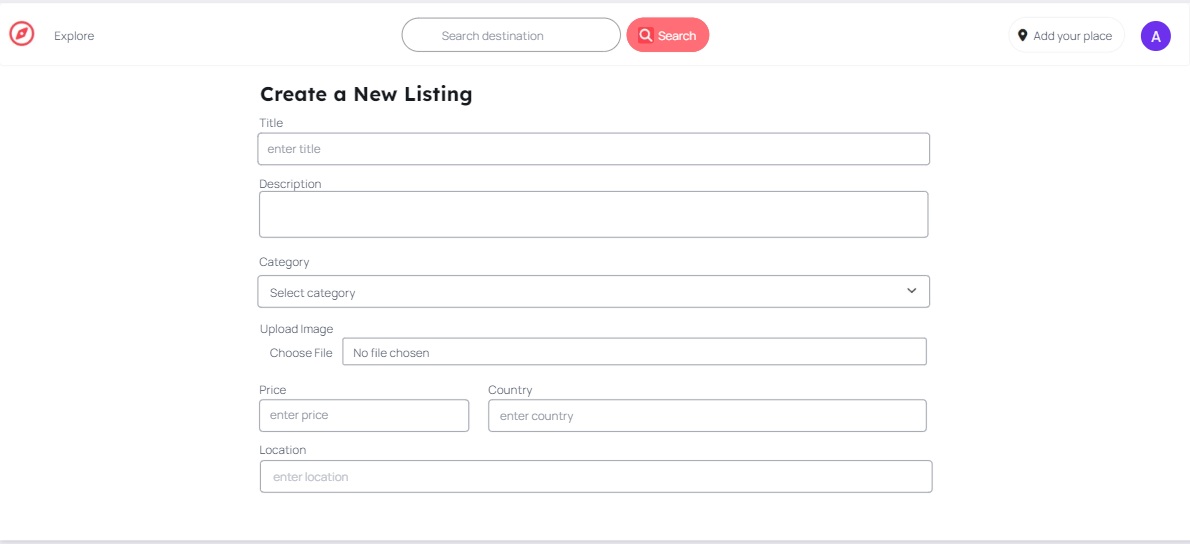 Explore
Search destination
Search
Add your place
A
Create a New Listing
Title
enter title
Description
Category
Select category
Upload Image
Choose File
No file chosen
Price
Country
enter price
enter country
Location
enter location